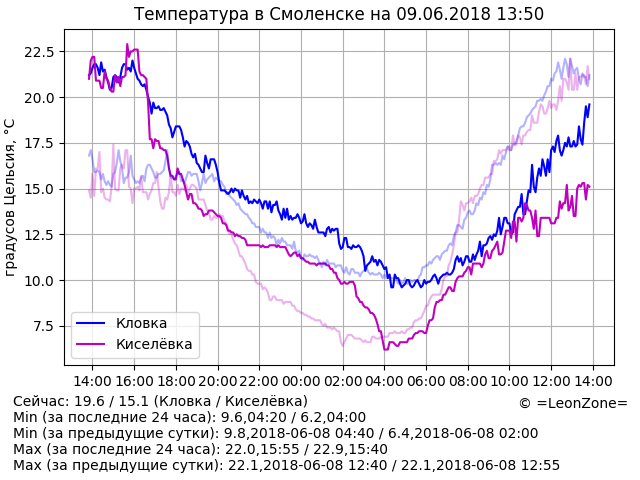 Температура в Смоленске на 09.06.2018 13:50
градусов Цельсия, °C
22.5
20.0
17.5
15.0
12.5
10.0
7.5
Кловка
Киселёвка
14:00 16:00 18:00 20:00 22:00 00:00 02:00 04:00 06:00 08:00 10:00 12:00 14:00
Сейчас: 19.6 / 15.1 (Кловка / Киселёвка)
© =LeonZone=
Min (за последние 24 часа): 9.6,04:20 / 6.2,04:00
Min (за предыдущие сутки): 9.8,2018-06-08 04:40 / 6.4,2018-06-08 02:00
Max (за последние 24 часа): 22.0,15:55 / 22.9,15:40
Max (за предыдущие сутки): 22.1,2018-06-08 12:40 / 22.1,2018-06-08 12:55